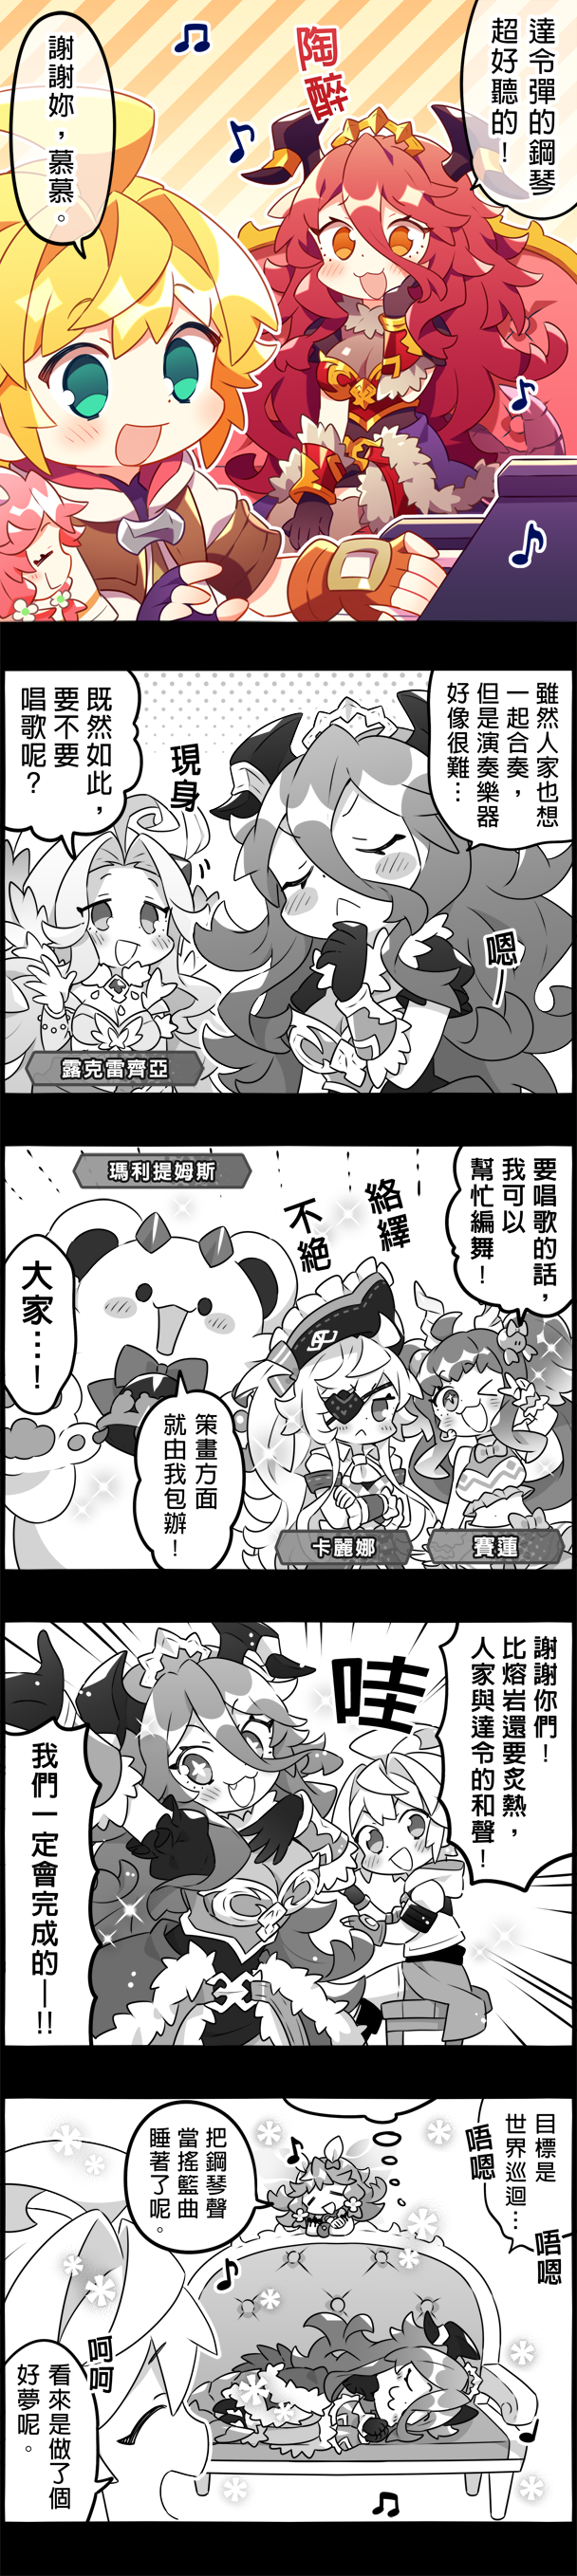 達令彈的鋼琴
超好聽的！
陶醉
謝謝妳，慕慕。
雖然人家也想
一起合奏，
但是演奏樂器
好像很難…
嗯—
現身
既然如此，
要不要
唱歌呢？
露克雷齊亞
要唱歌的話，
我可以
幫忙編舞！
絡繹
不絕
瑪利提姆斯
大家…！
策畫方面
就由我包辦！
卡麗娜
賽蓮
謝謝你們！
比熔岩還要炙熱，
人家與達令的和聲！
哇
我們一定會完成的—!!
目標是
世界巡迴…
唔嗯
唔嗯
把鋼琴聲
當搖籃曲
睡著了呢。
呵呵
看來是做了個
好夢呢。